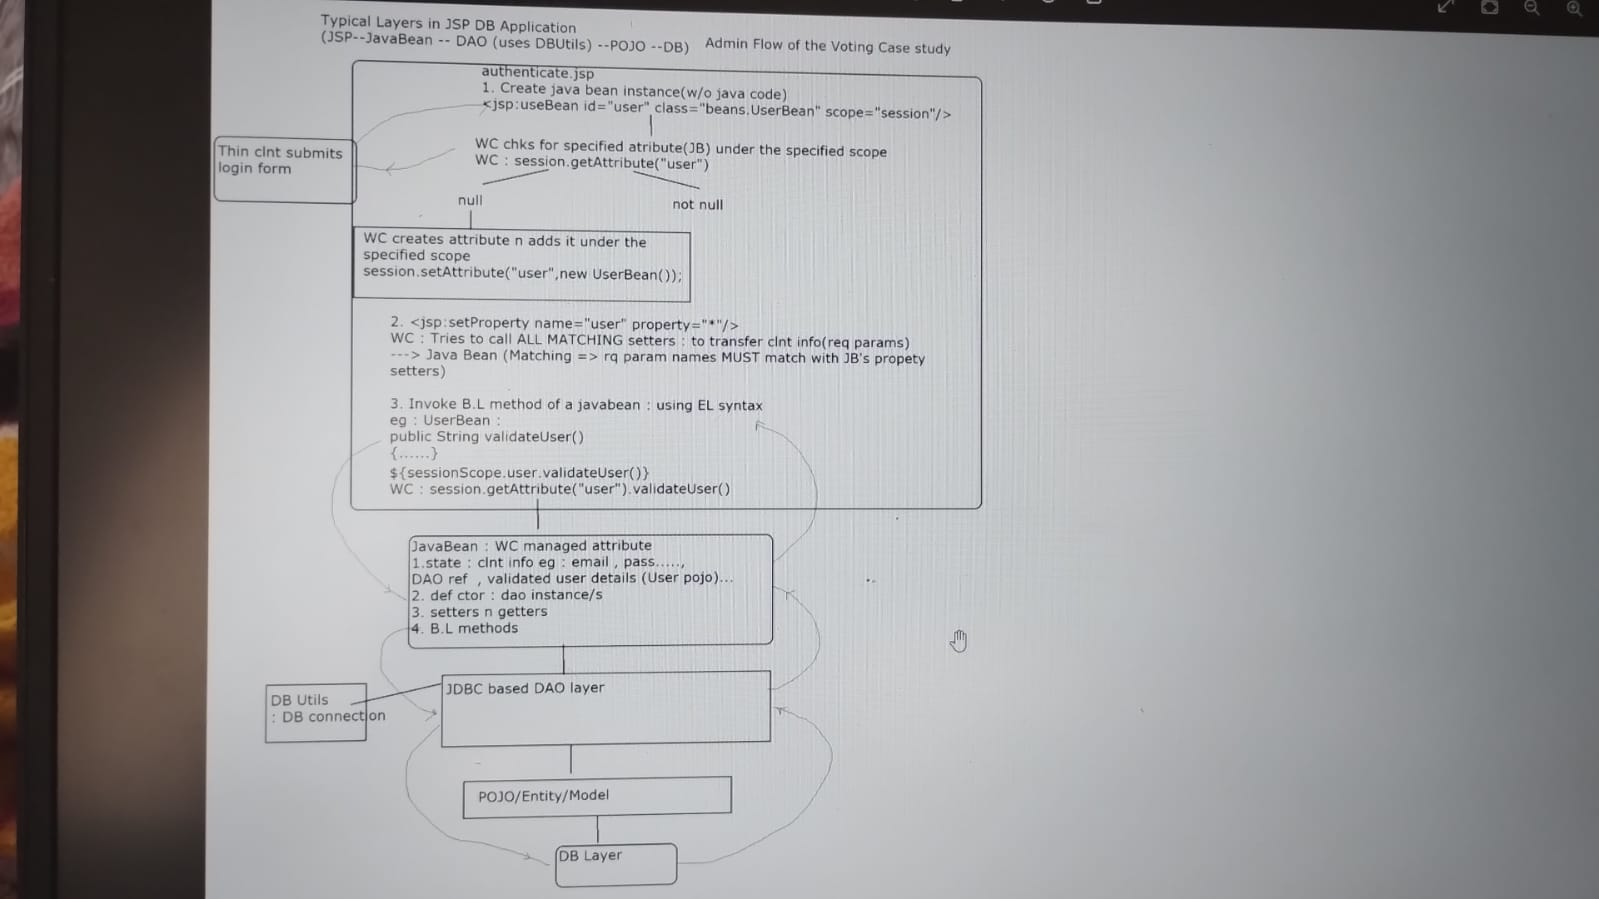 Typical Layers in JSP DB Application
(JSP--JavaBean -- DAO (uses DBUtils) --POJO --DB) Admin Flow of the Voting Case study
authenticate.jsp
1. Create java bean instance(w/o java code)
<jsp:useBean id="user" class="beans.UserBean" scope="session"/>
Thin clnt submits
login form
WC chks for specified atribute(JB) under the specified scope
WC : session.getAttribute("user")
null
not null
WC creates attribute n adds it under the
specified scope
session.setAttribute("user",new UserBean());
2. <jsp:setProperty name="user" property="*"/>
WC : Tries to call ALL MATCHING setters : to transfer clnt info(req params)
---> Java Bean (Matching => rq param names MUST match with JB's propety
setters)
3. Invoke B.L method of a javabean : using EL syntax
eg : UserBean :
public String validateUser()
{......}
${sessionScope.user.validateUser()}
WC : session.getAttribute("user").validateUser()
JavaBean : WC managed attribute
1.state : clnt info eg : email , pass.....,
DAO ref , validated user details (User pojo)...
2. def ctor : dao instance/s
3. setters n getters
4. B.L methods
DB Utils
: DB connection
JDBC based DAO layer
POJO/Entity/Model
DB Layer